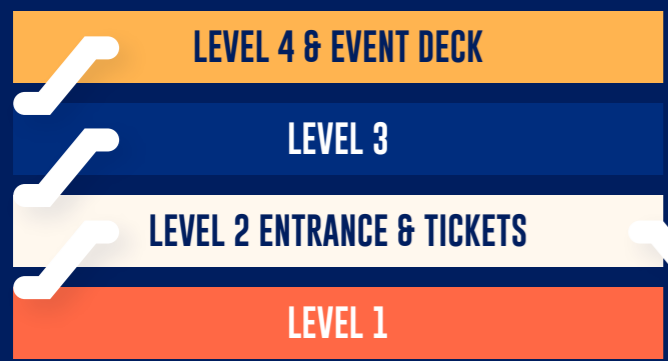 LEVEL 4 & EVENT DECK
LEVEL 3
LEVEL 2 ENTRANCE & TICKETS
LEVEL 1